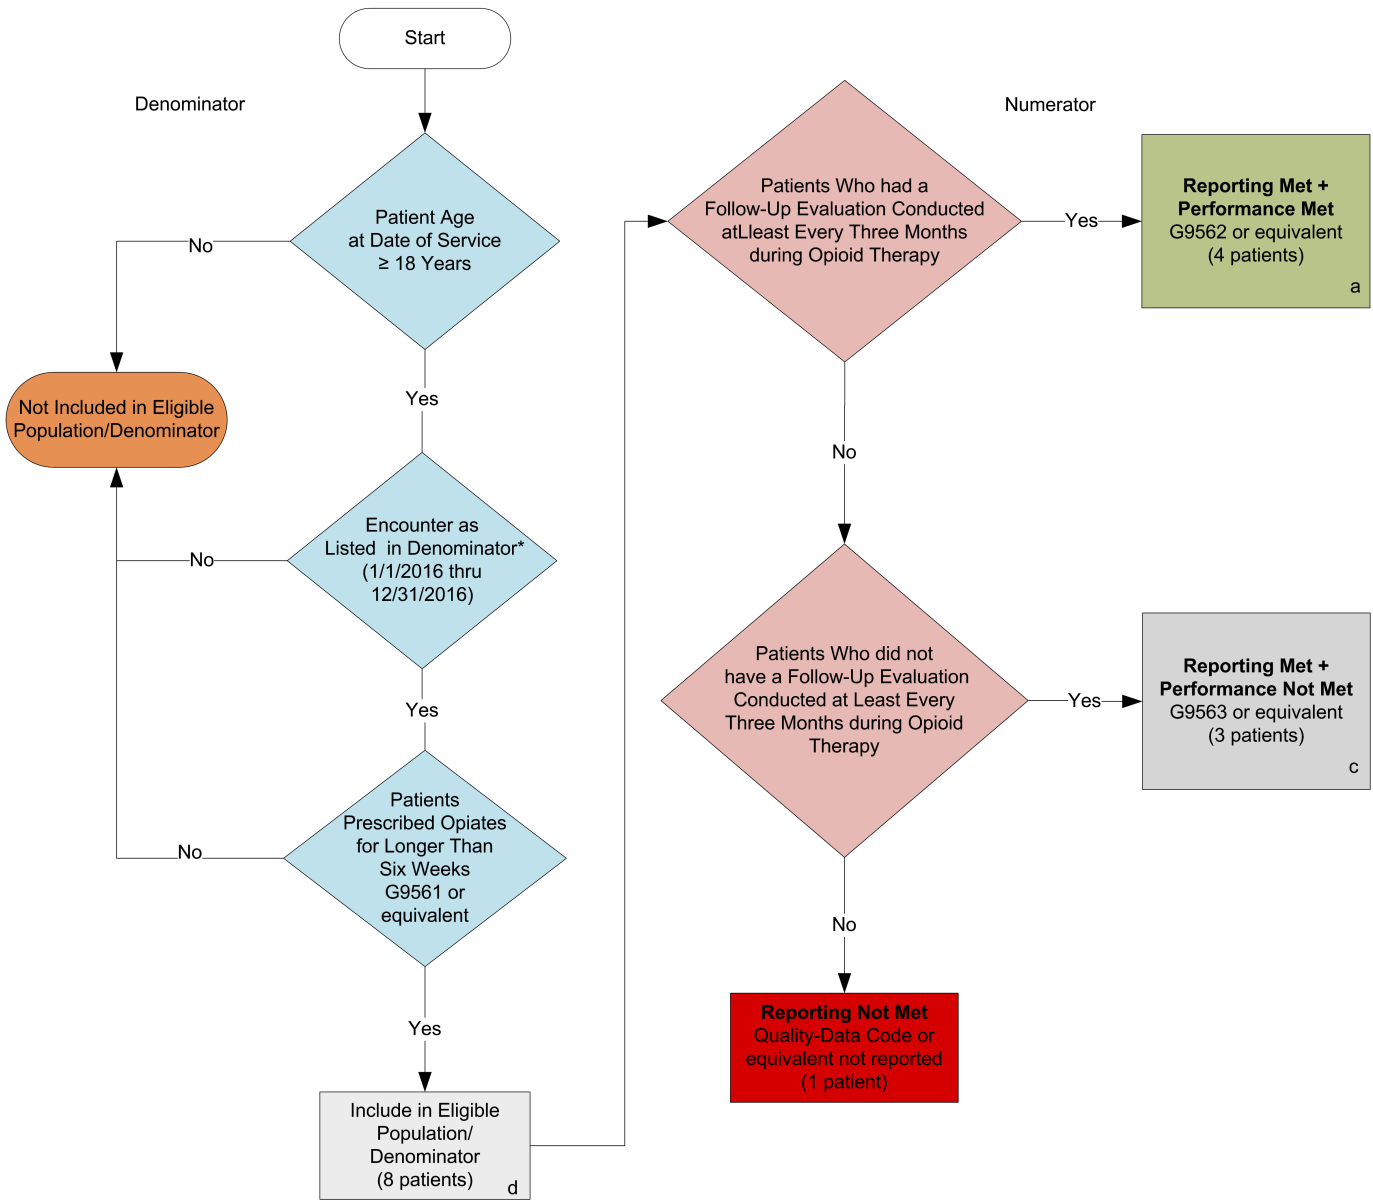 Start
Denominator
Patient Age
at Date of Service
≥ 18 Years
No
Yes
Not Included in Eligible
Population/Denominator
Encounter as
Listed  in Denominator*
(1/1/2016 thru
12/31/2016)
No
Yes
Patients
Prescribed Opiates
for Longer Than
Six Weeks
G9561 or
equivalent
No
Yes
Include in Eligible
Population/
Denominator
(8 patients)
d
Numerator
Patients Who had a
Follow-Up Evaluation Conducted
atLleast Every Three Months
during Opioid Therapy
Yes
Reporting Met +
Performance Met
G9562 or equivalent
(4 patients)
a
No
Patients Who did not
have a Follow-Up Evaluation
Conducted at Least Every
Three Months during Opioid
Therapy
Yes
Reporting Met +
Performance Not Met
G9563 or equivalent
(3 patients)
c
No
Reporting Not Met
Quality-Data Code or
equivalent not reported
(1 patient)